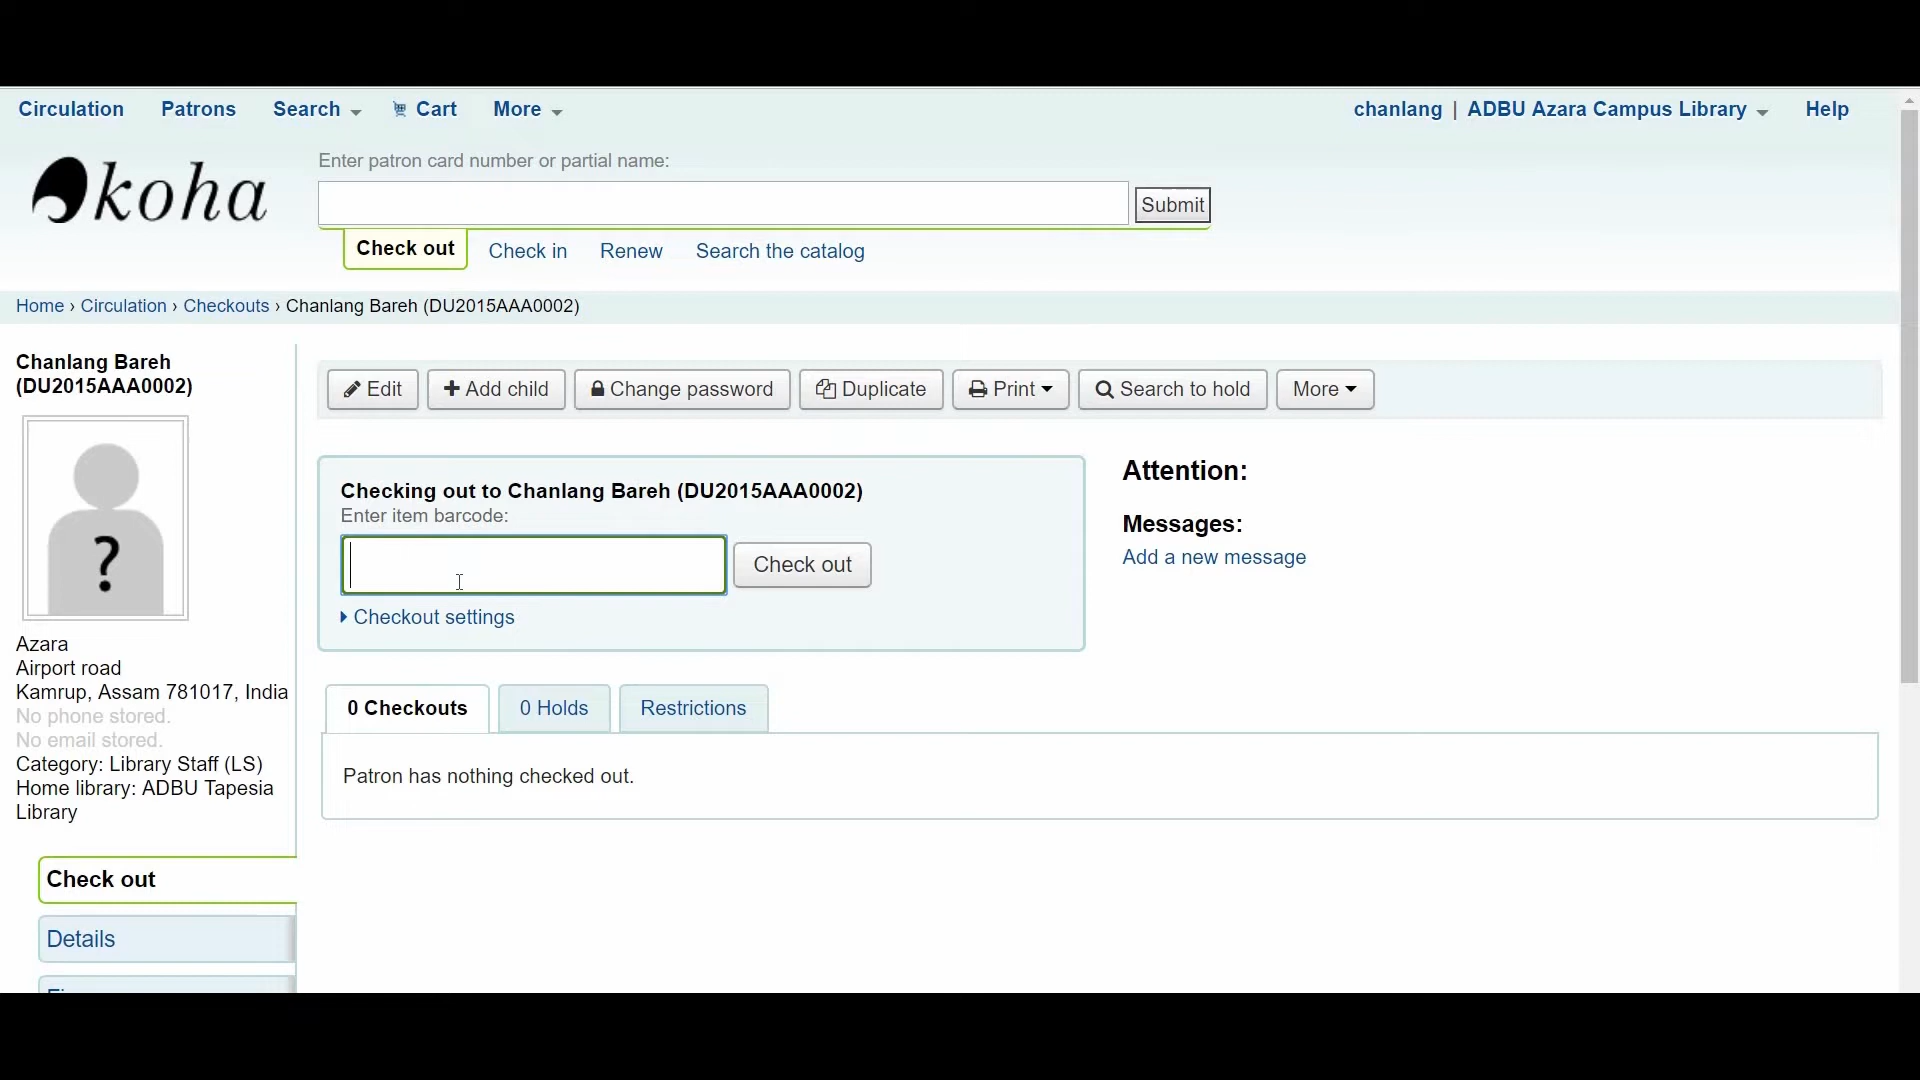 Circulation Patrons Search Cart More chanlang | ADBU Azara Campus Library Help
koha
Enter patron card number or partial name:
Submit
Check out Check in Renew Search the catalog
Home › Circulation › Checkouts › Chanlang Bareh (DU2015AAA0002)
Chanlang Bareh
(DU2015AAA0002)
Edit Add child Change password Duplicate Print Search to hold More
?
Azara
Airport road
Kamrup, Assam 781017, India
No phone stored.
No email stored.
Category: Library Staff (LS)
Home library: ADBU Tapesia
Library
Check out
Details
Checking out to Chanlang Bareh (DU2015AAA0002)
Enter item barcode:
Check out
Checkout settings
Attention:
Messages:
Add a new message
0 Checkouts 0 Holds Restrictions
Patron has nothing checked out.